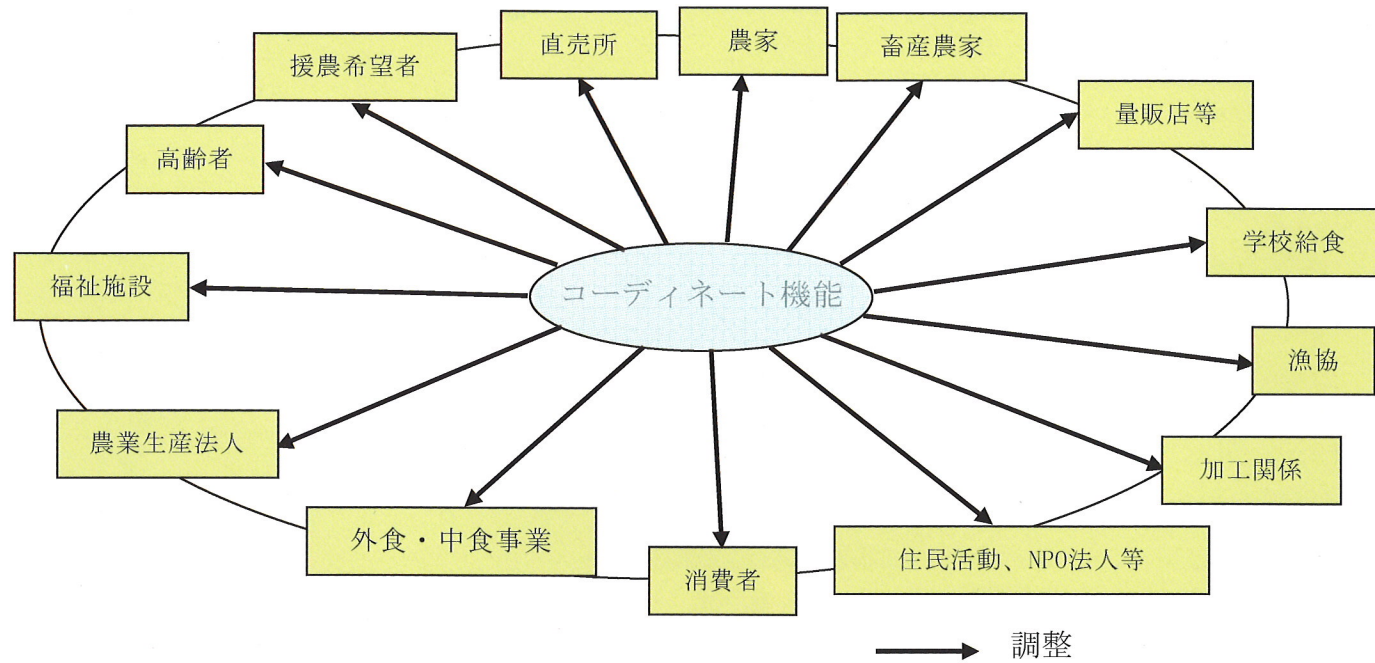 直売所
農家
畜産農家
援農希望者
量販店等
高齢者
学校給食
福祉施設
コーディネート機能
漁協
農業生産法人
加工関係
外食・中食事業
住民活動、NPO法人等
消費者
調整